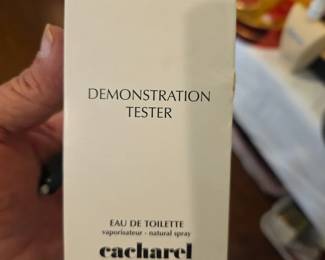 DEMONSTRATION
TESTER
EAU DE TOILETTE
vaporisateur - natural spray
cacharel